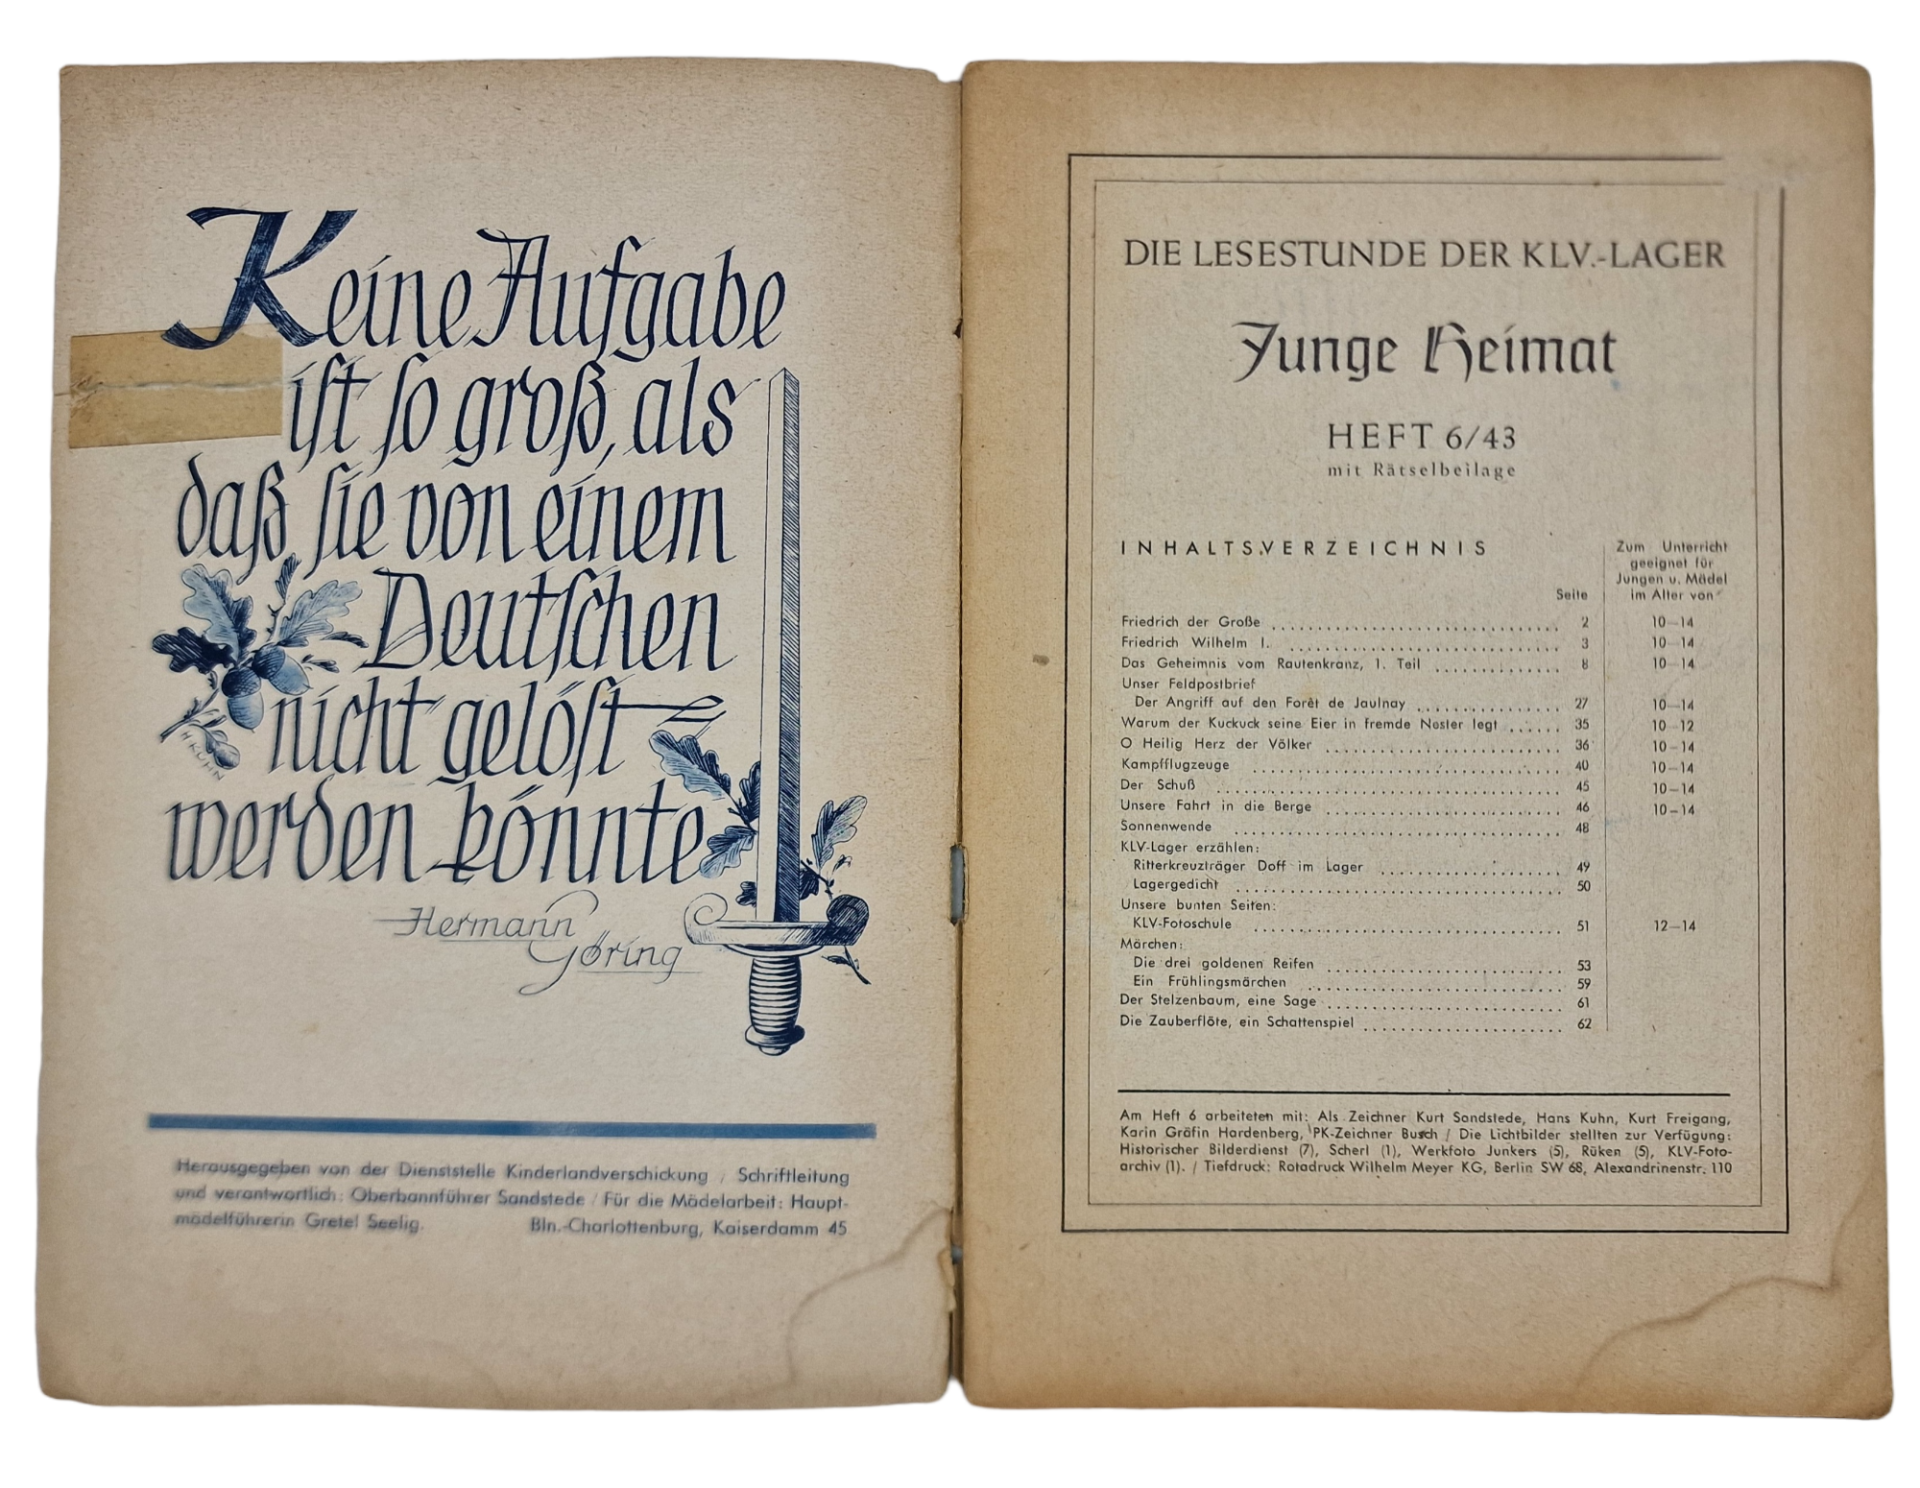 Keine Aufgabe
ist so groß, als
daß sie von einem
Deutschen
nicht gelöst
werden könnte
Hermann
Göring
H. KUHN
Herausgegeben von der Dienststelle Kinderlandverschickung / Schriftleitung
und verantwortlich: Oberbannführer Sandstede / Für die Mädelarbeit: Haupt-
mädelführerin Gretel Seelig. Bln.-Charlottenburg, Kaiserdamm 45
DIE LESESTUNDE DER KLV.-LAGER
Junge Heimat
HEFT 6/43
mit Rätselbeilage
INHALTSVERZEICHNIS
Zum Unterricht
geeignet für
Jungen u. Mädel
im Alter von
Seite
Friedrich der Große 2 10—14
Friedrich Wilhelm I. 3 10—14
Das Geheimnis vom Rautenkranz, 1. Teil 8 10—14
Unser Feldpostbrief
Der Angriff auf den Forêt de Jaulnay 27 10—14
Warum der Kuckuck seine Eier in fremde Nester legt 35 10—12
O Heilig Herz der Völker 36 10—14
Kampfflugzeuge 40 10—14
Der Schuß 45 10—14
Unsere Fahrt in die Berge 46 10—14
Sonnenwende 48
KLV-Lager erzählen:
Ritterkreuzträger Doff im Lager 49
Lagergedicht 50
Unsere bunten Seiten:
KLV-Fotoschule 51 12—14
Märchen:
Die drei goldenen Reifen 53
Ein Frühlingsmärchen 59
Der Stelzenbaum, eine Sage 61
Die Zauberflöte, ein Schattenspiel 62
Am Heft 6 arbeiteten mit: Als Zeichner Kurt Sandstede, Hans Kuhn, Kurt Freigang,
Karin Gräfin Hardenberg, PK-Zeichner Busch / Die Lichtbilder stellten zur Verfügung:
Historischer Bilderdienst (7), Scherl (1), Werkfoto Junkers (5), Rüken (5), KLV-Foto-
archiv (1). / Tiefdruck: Rotadruck Wilhelm Meyer KG, Berlin SW 68, Alexandrinenstr. 110